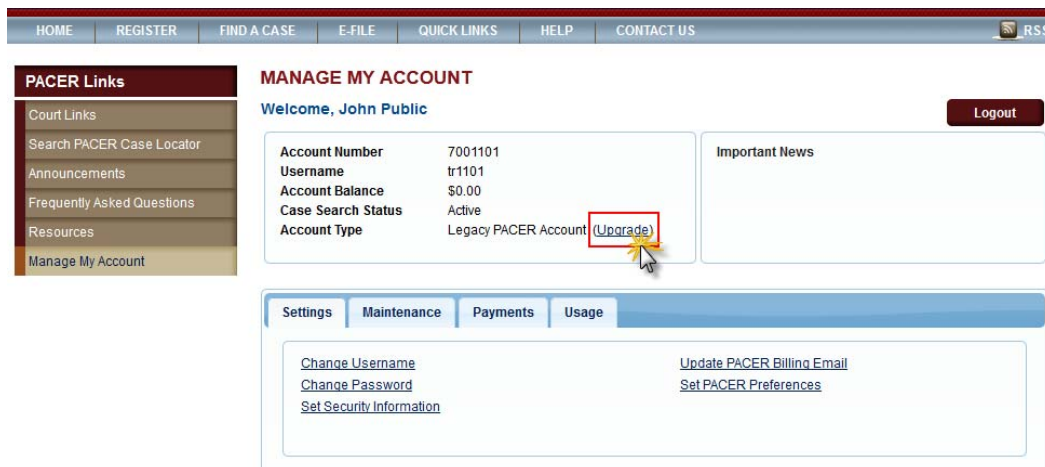 HOME REGISTER FIND A CASE E-FILE QUICK LINKS HELP CONTACT US RSS
PACER Links
Court Links
Search PACER Case Locator
Announcements
Frequently Asked Questions
Resources
Manage My Account
MANAGE MY ACCOUNT
Welcome, John Public
Logout
Account Number 7001101
Username tr1101
Account Balance $0.00
Case Search Status Active
Account Type Legacy PACER Account (Upgrade)
Important News
Settings Maintenance Payments Usage
Change Username
Change Password
Set Security Information
Update PACER Billing Email
Set PACER Preferences